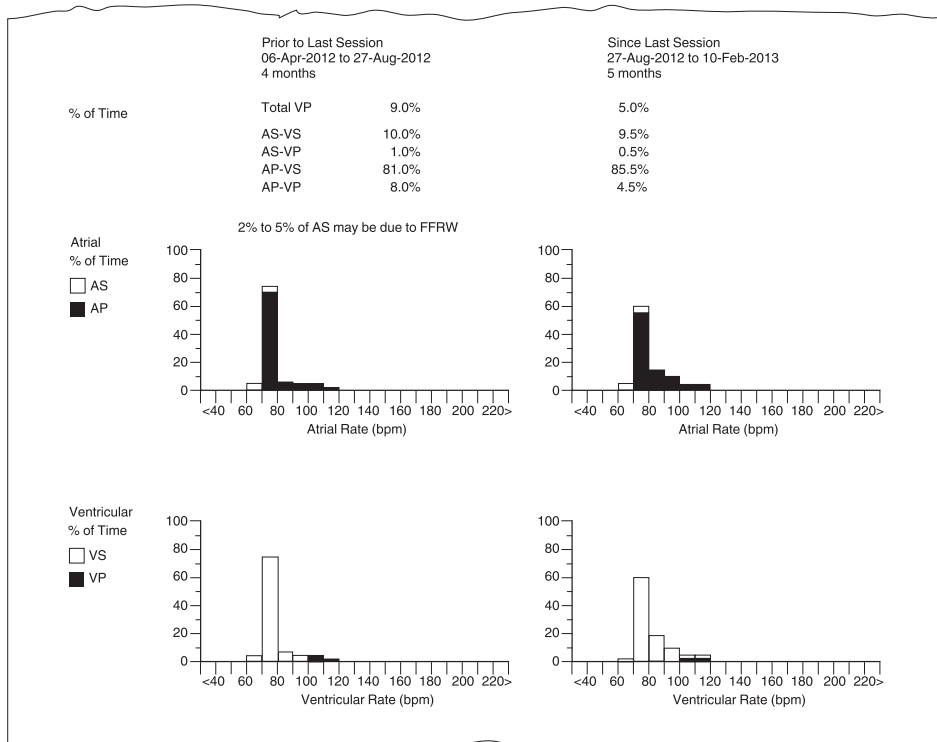 Prior to Last Session
06-Apr-2012 to 27-Aug-2012
4 months
Since Last Session
27-Aug-2012 to 10-Feb-2013
5 months
% of Time
Total VP 9.0% 5.0%
AS-VS 10.0% 9.5%
AS-VP 1.0% 0.5%
AP-VS 81.0% 85.5%
AP-VP 8.0% 4.5%
2% to 5% of AS may be due to FFRW
Atrial
% of Time
AS
AP
100
80
60
40
20
0
<40 60 80 100 120 140 160 180 200 220>
Atrial Rate (bpm)
100
80
60
40
20
0
<40 60 80 100 120 140 160 180 200 220>
Atrial Rate (bpm)
Ventricular
% of Time
VS
VP
100
80
60
40
20
0
<40 60 80 100 120 140 160 180 200 220>
Ventricular Rate (bpm)
100
80
60
40
20
0
<40 60 80 100 120 140 160 180 200 220>
Ventricular Rate (bpm)